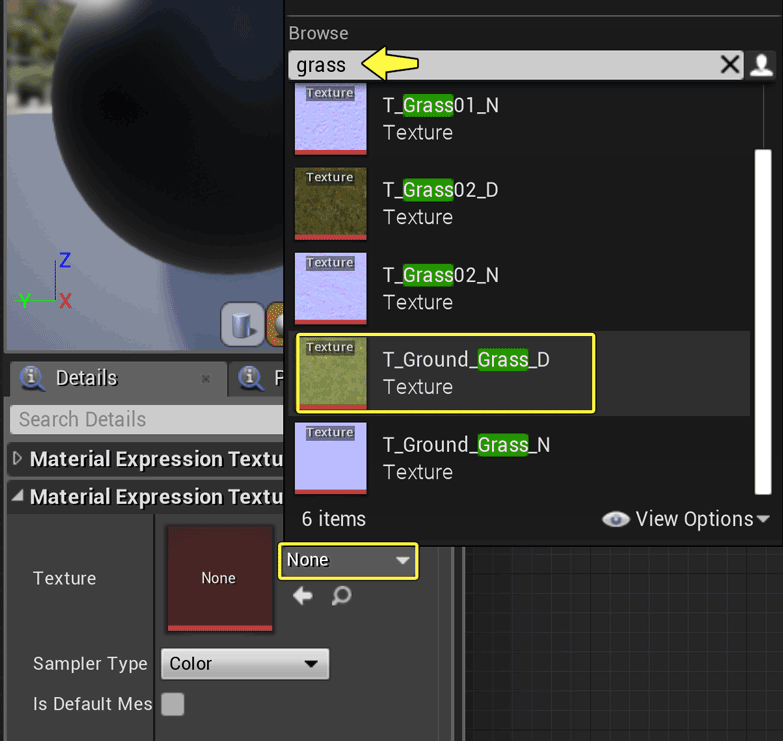 Browse
grass
Texture
T_Grass01_N
Texture
Texture
T_Grass02_D
Texture
Texture
T_Grass02_N
Texture
Texture
T_Ground_Grass_D
Texture
Texture
T_Ground_Grass_N
Texture
6 items View Options
Z
Y X
Details P
Search Details
Material Expression Textu
Material Expression Textu
Texture None None
Sampler Type Color
Is Default Mes